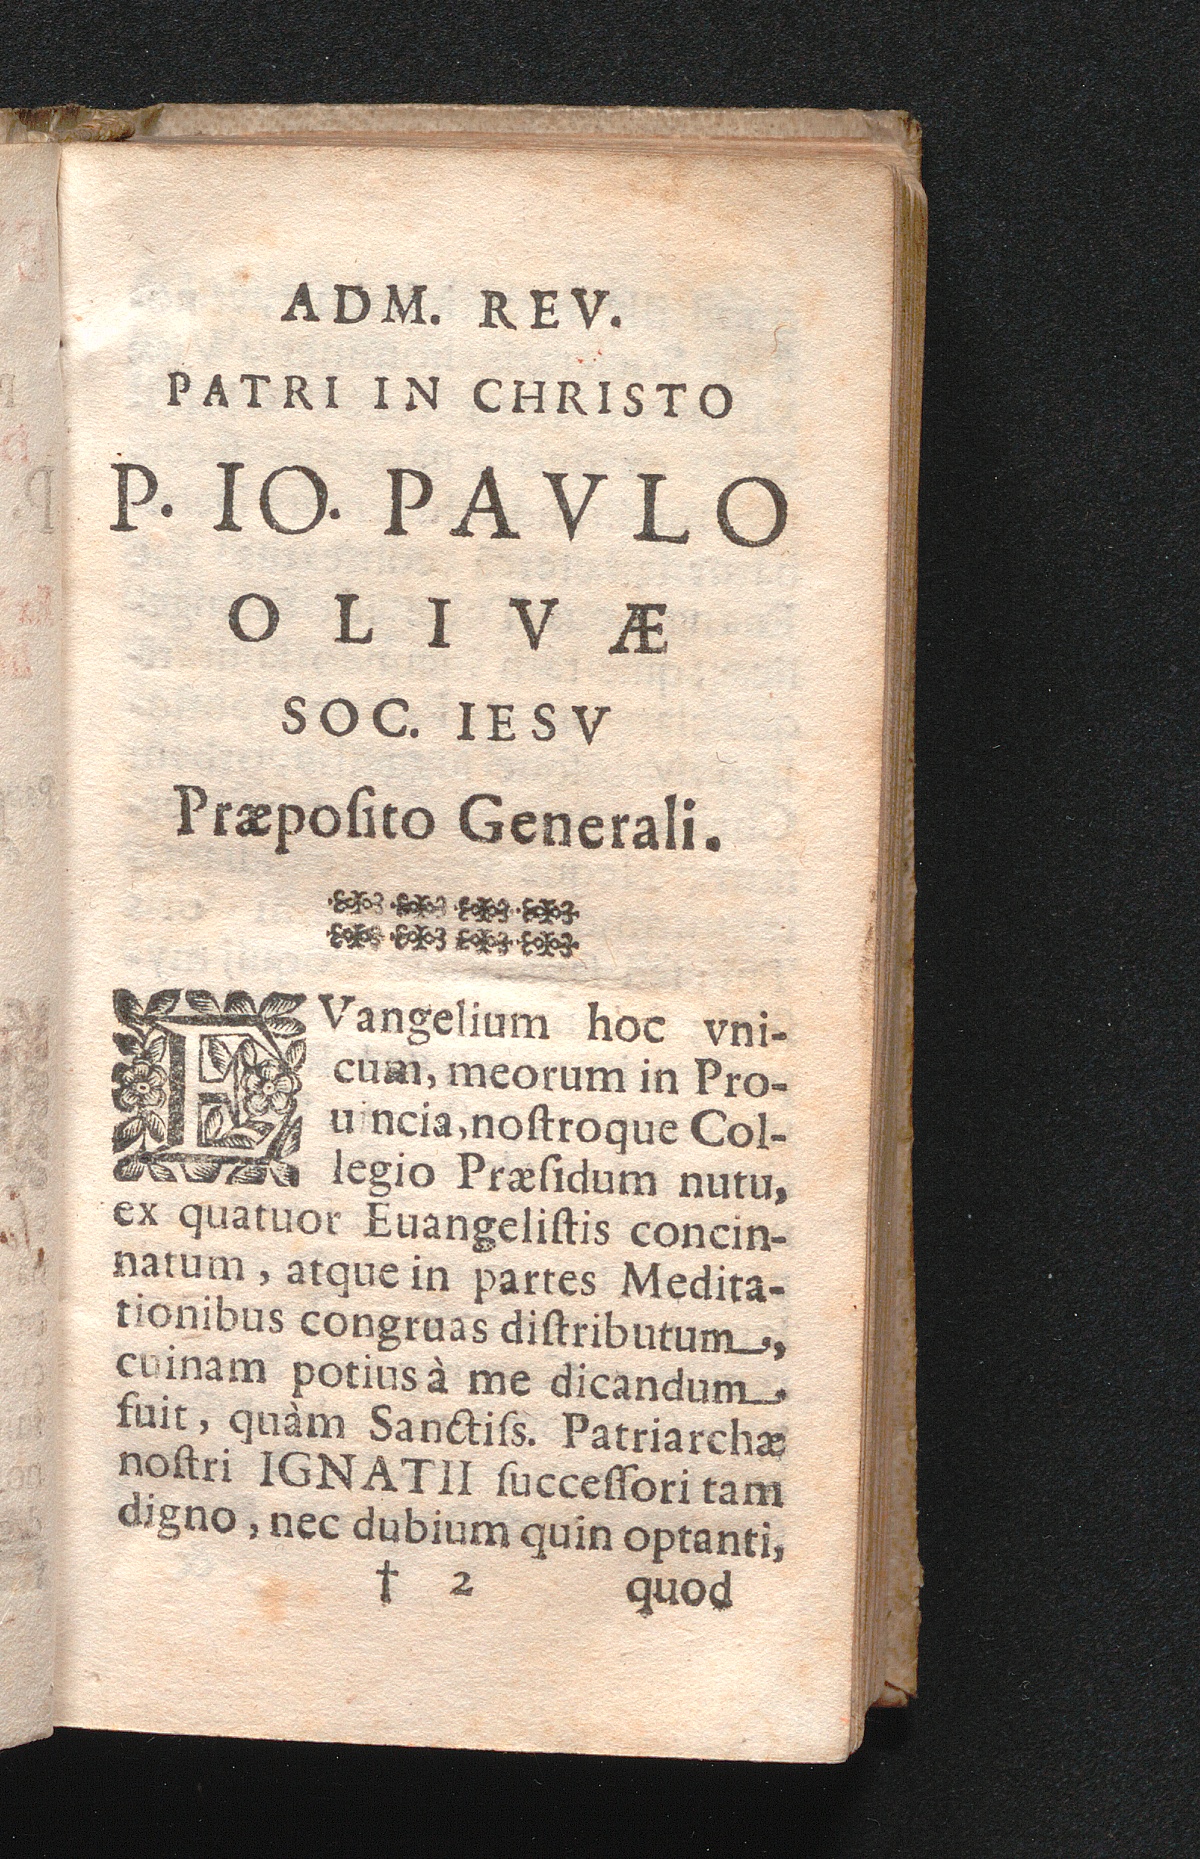 ADM. REV.
PATRI IN CHRISTO
P. IO. PAVLO
OLIVÆ
SOC. IESV
Præpoſito Generali.
EVangelium hoc vni-
cum, meorum in Pro-
uincia, noſtroque Col-
legio Præſidum nutu,
ex quatuor Euangeliſtis concin-
natum, atque in partes Medita-
tionibus congruas diſtributum,
cuinam potius à me dicandum
fuit, quàm Sanctiſs. Patriarchæ
noſtri IGNATII ſucceſſori tam
digno, nec dubium quin optanti,
† 2 quod